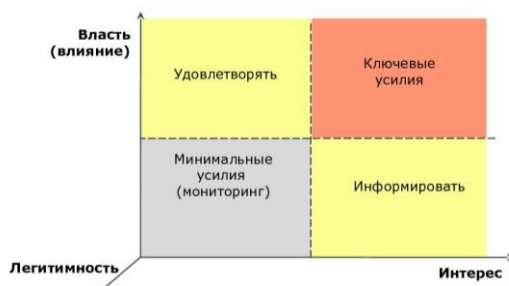 Власть
(влияние)
Удовлетворять
Ключевые
усилия
Минимальные
усилия
(мониторинг)
Информировать
Легитимность
Интерес